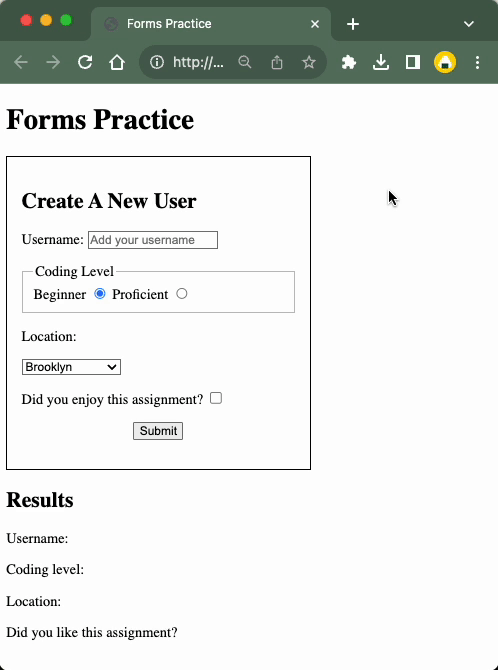 Forms Practice
http://...
Forms Practice
Create A New User
Username: Add your username
Coding Level
Beginner Proficient
Location:
Brooklyn
Did you enjoy this assignment?
Submit
Results
Username:
Coding level:
Location:
Did you like this assignment?